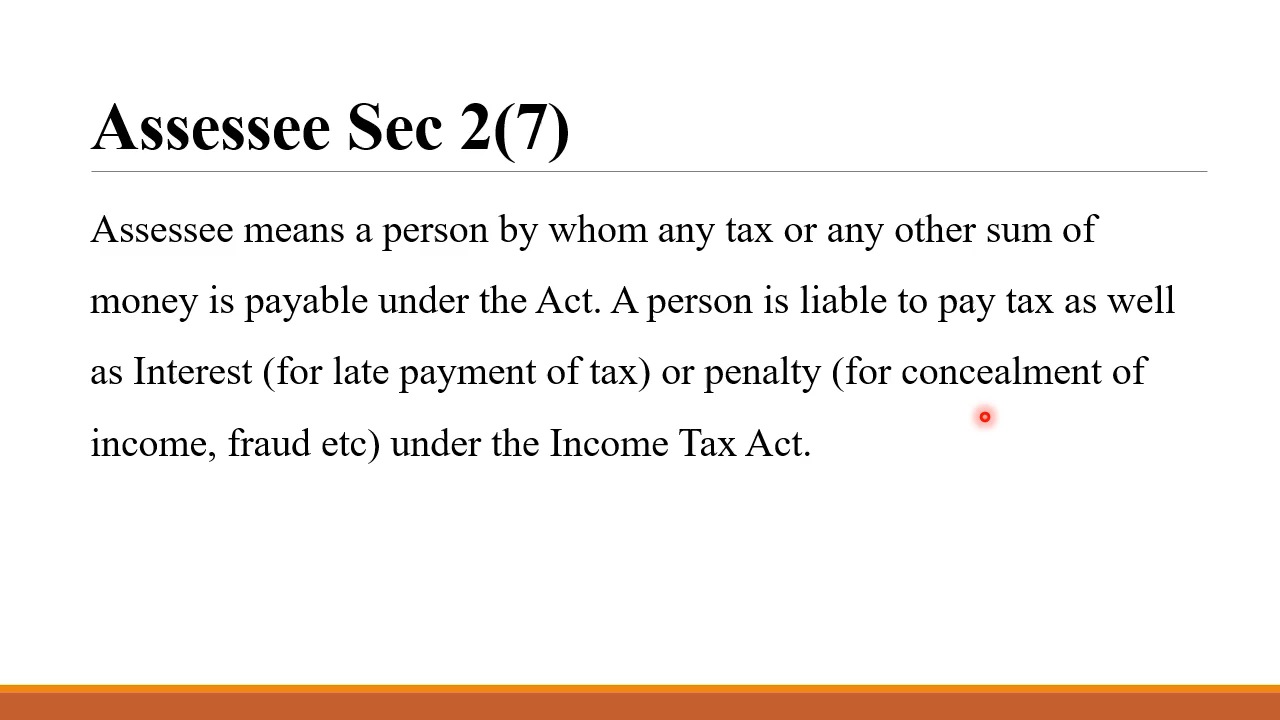 Assessee Sec 2(7)
Assessee means a person by whom any tax or any other sum of
money is payable under the Act. A person is liable to pay tax as well
as Interest (for late payment of tax) or penalty (for concealment of
income, fraud etc) under the Income Tax Act.